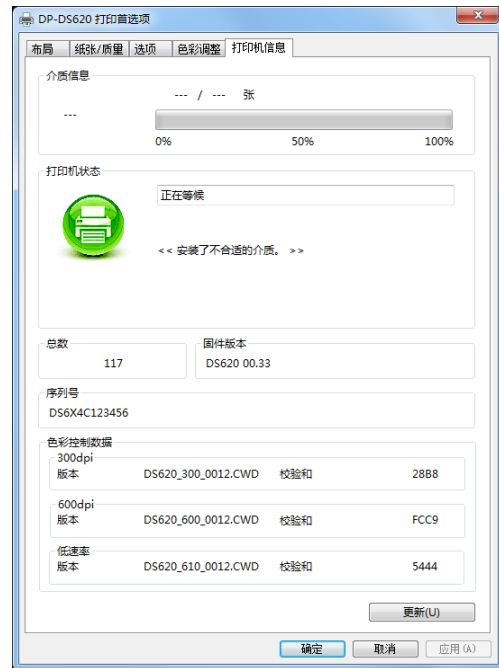 DP-DS620 打印首选项
布局 纸张/质量 选项 色彩调整 打印机信息
介质信息
--- / --- 张
---
0% 50% 100%
打印机状态
正在等候
<< 安装了不合适的介质。 >>
总数 固件版本
117 DS620 00.33
序列号
DS6X4C123456
色彩控制数据
300dpi
版本 DS620_300_0012.CWD 校验和 28B8
600dpi
版本 DS620_600_0012.CWD 校验和 FCC9
低速率
版本 DS620_610_0012.CWD 校验和 5444
更新(U)
确定 取消 应用(A)